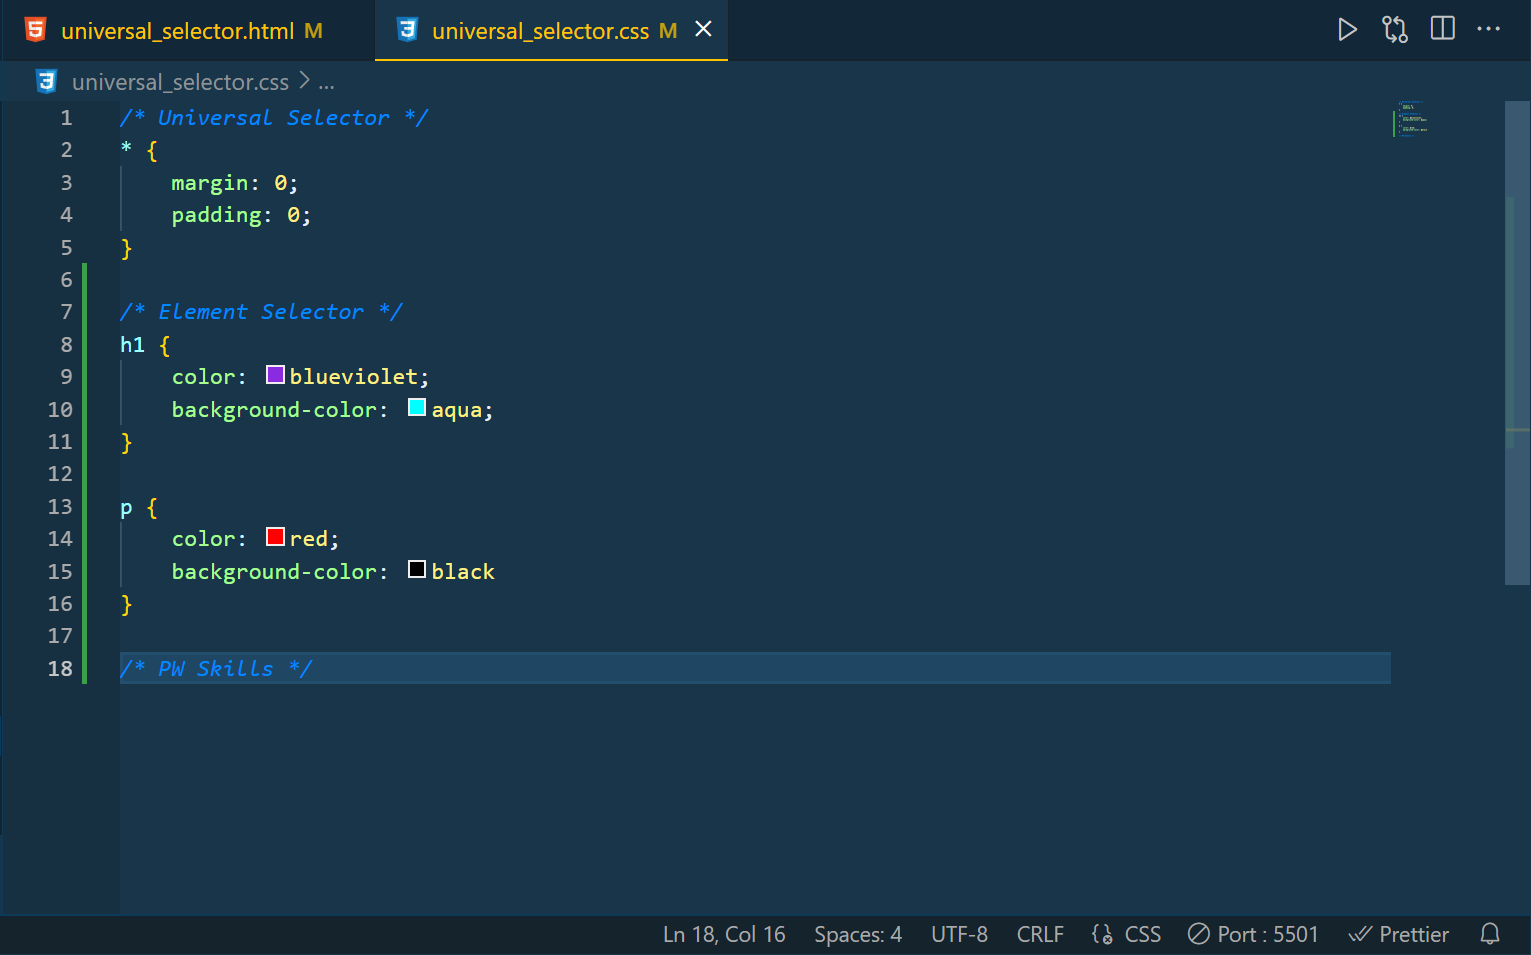 universal_selector.html M universal_selector.css M
universal_selector.css > ...
1 /* Universal Selector */
2 * {
3     margin: 0;
4     padding: 0;
5 }
6
7 /* Element Selector */
8 h1 {
9     color: blueviolet;
10     background-color: aqua;
11 }
12
13 p {
14     color: red;
15     background-color: black
16 }
17
18 /* PW Skills */
Ln 18, Col 16 Spaces: 4 UTF-8 CRLF CSS Port : 5501 Prettier